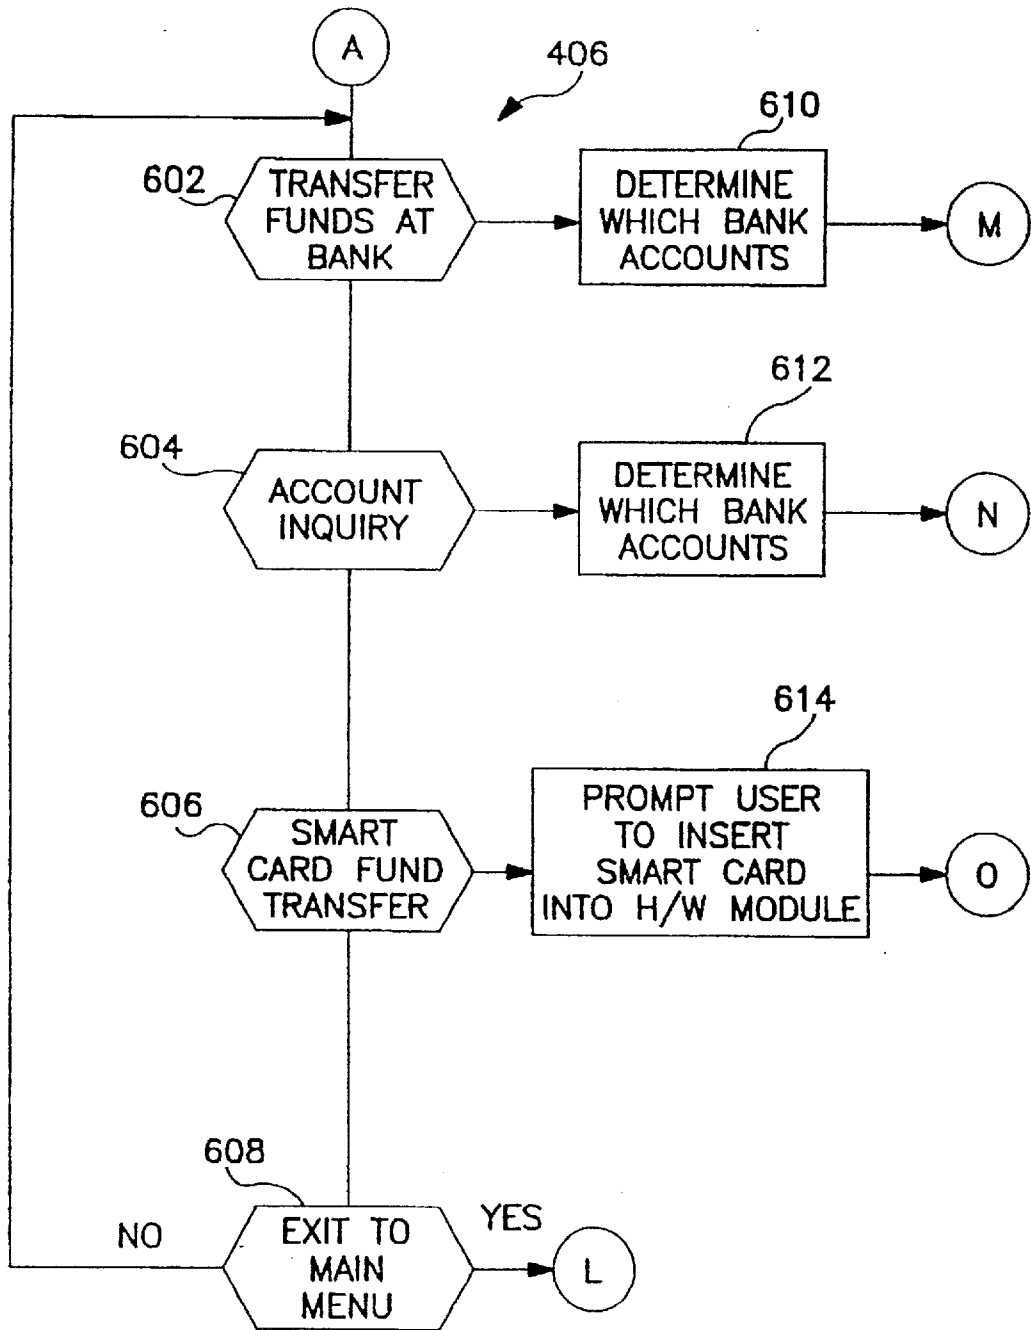 A
406
610
602
TRANSFER
FUNDS AT
BANK
DETERMINE
WHICH BANK
ACCOUNTS
M
612
604
ACCOUNT
INQUIRY
DETERMINE
WHICH BANK
ACCOUNTS
N
614
606
SMART
CARD FUND
TRANSFER
PROMPT USER
TO INSERT
SMART CARD
INTO H/W MODULE
O
608
NO
EXIT TO
MAIN
MENU
YES
L